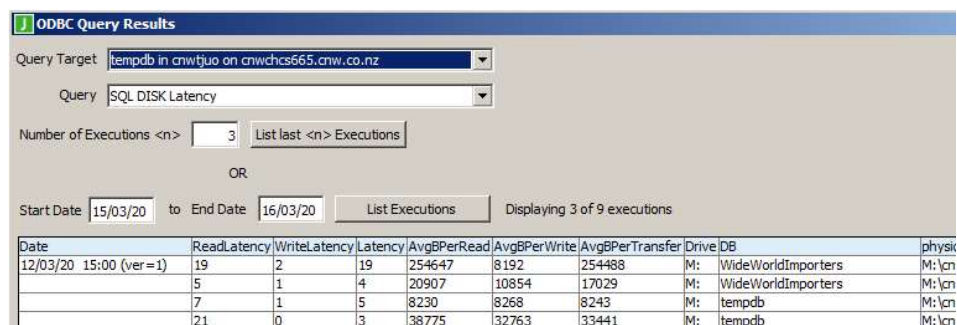 J ODBC Query Results
Query Target tempdb in cnwtjuo on cnwchcs665.cnw.co.nz
Query SQL DISK Latency
Number of Executions <n> 3 List last <n> Executions
OR
Start Date 15/03/20 to End Date 16/03/20 List Executions Displaying 3 of 9 executions
Date ReadLatency WriteLatency Latency AvgBPerRead AvgBPerWrite AvgBPerTransfer Drive DB physic
12/03/20 15:00 (ver=1) 19 2 19 254647 8192 254488 M: WideWorldImporters M:\cn
5 1 4 20907 10854 17029 M: WideWorldImporters M:\cn
7 1 5 8230 8268 8243 M: tempdb M:\cn
21 0 3 38775 32763 33441 M: tempdb M:\cn